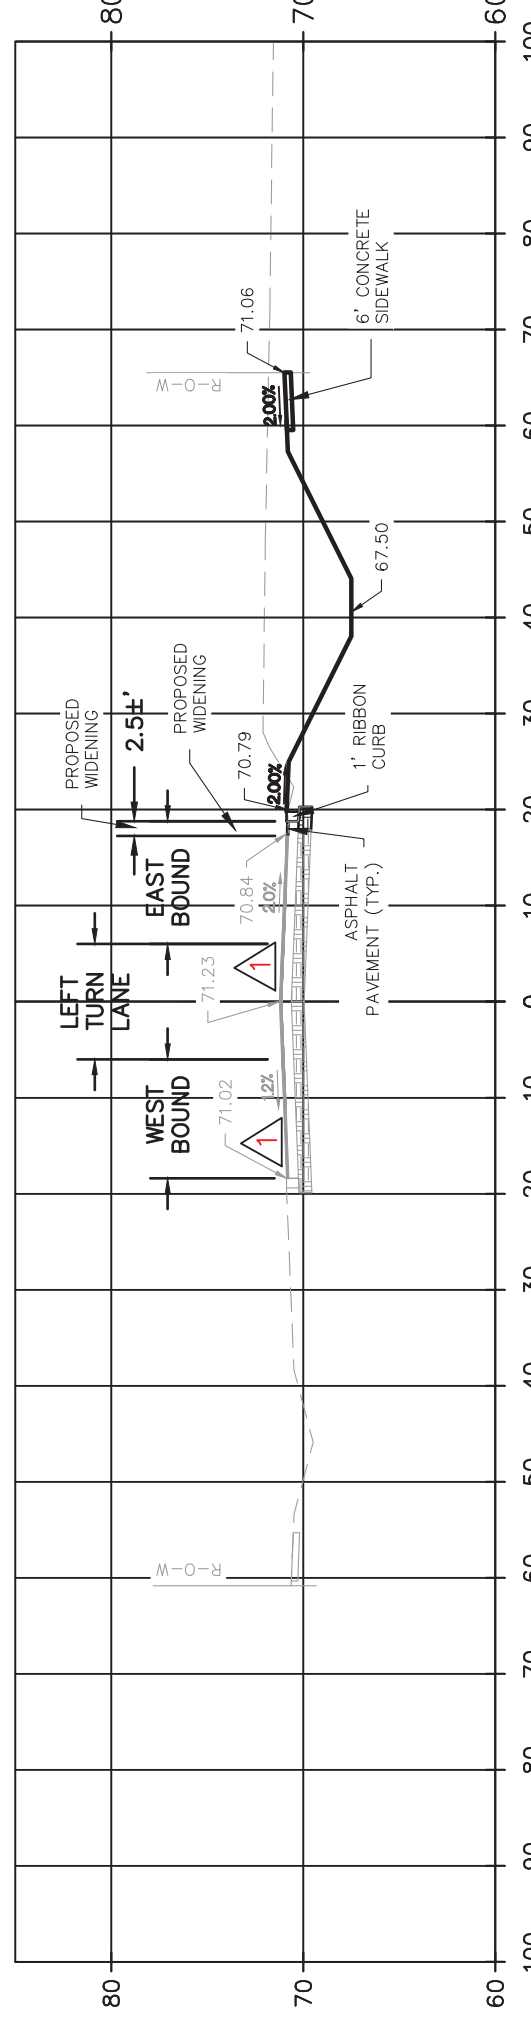 80
70
60
80
70
60
100
90
80
70
60
50
40
30
20
10
0
10
20
30
40
50
60
70
80
90
100
R-O-W
WEST
BOUND
LEFT
TURN
LANE
EAST
BOUND
PROPOSED
WIDENING
2.5±'
PROPOSED
WIDENING
71.02
1
1.2%
71.23
1
70.84
2.0%
70.79
2.00%
ASPHALT
PAVEMENT (TYP.)
1' RIBBON
CURB
67.50
2.00%
71.06
R-O-W
6' CONCRETE
SIDEWALK